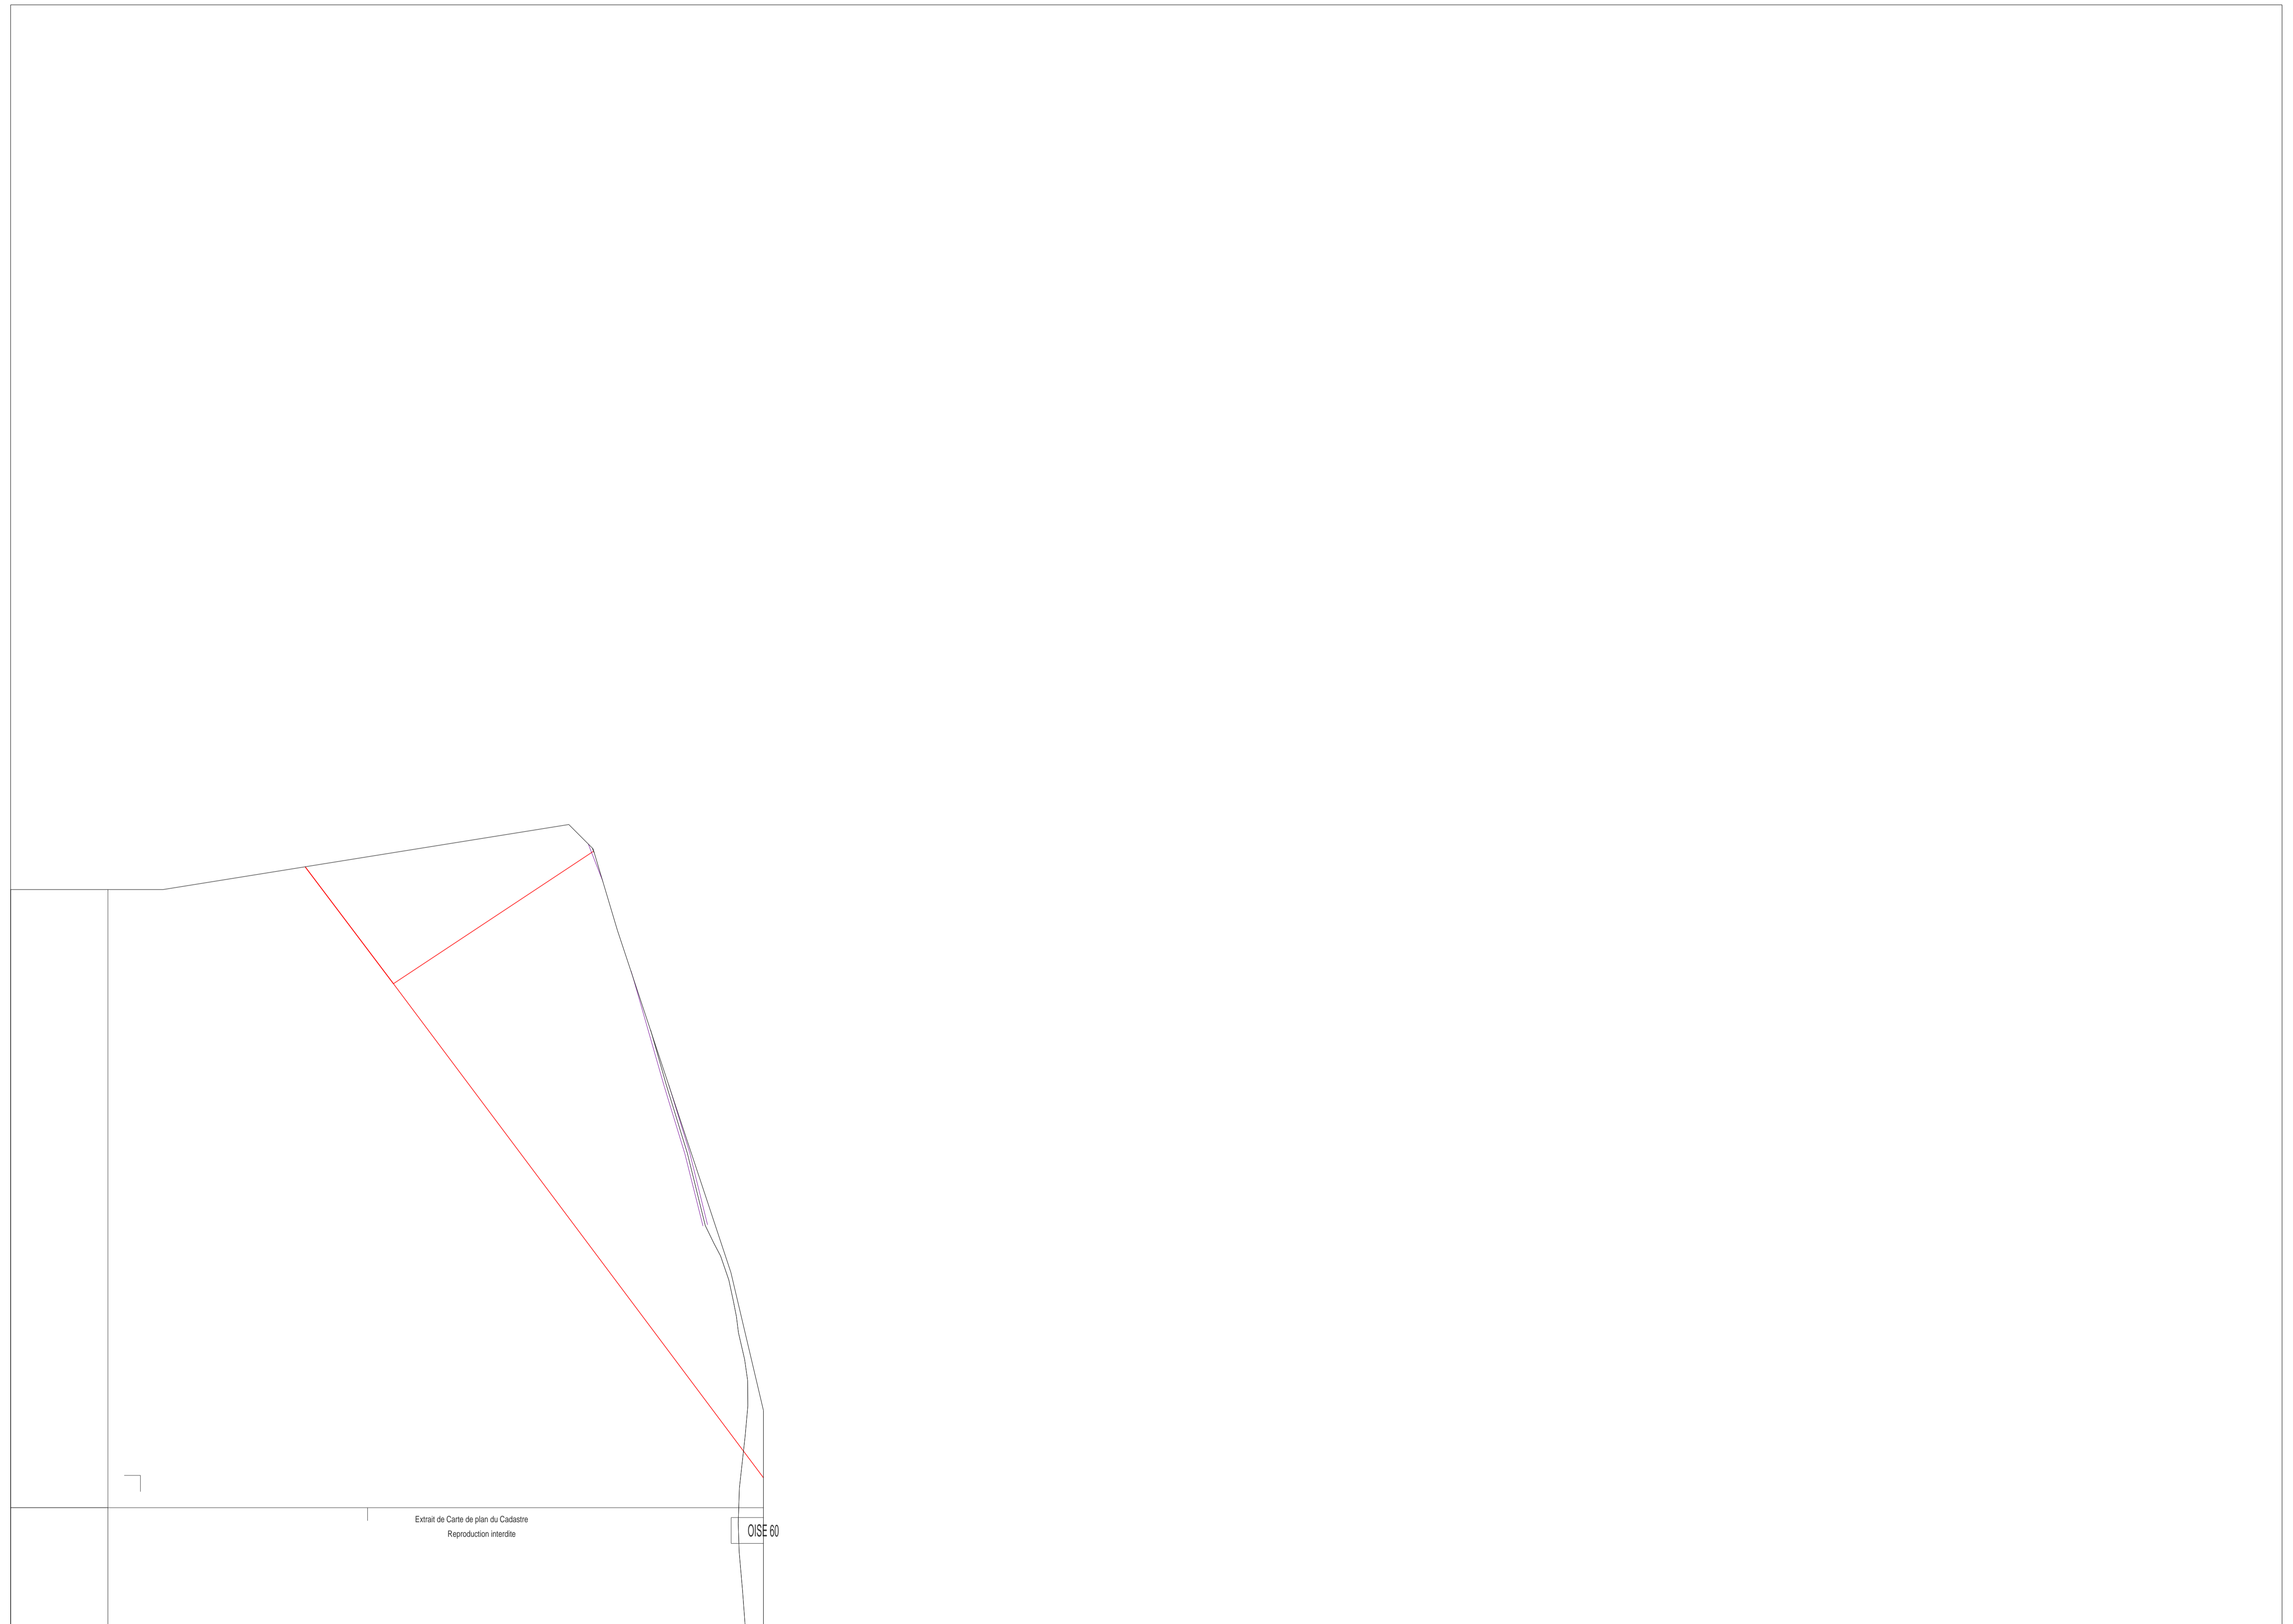 Extrait de Carte de plan du Cadastre
Reproduction interdite
OISE 60